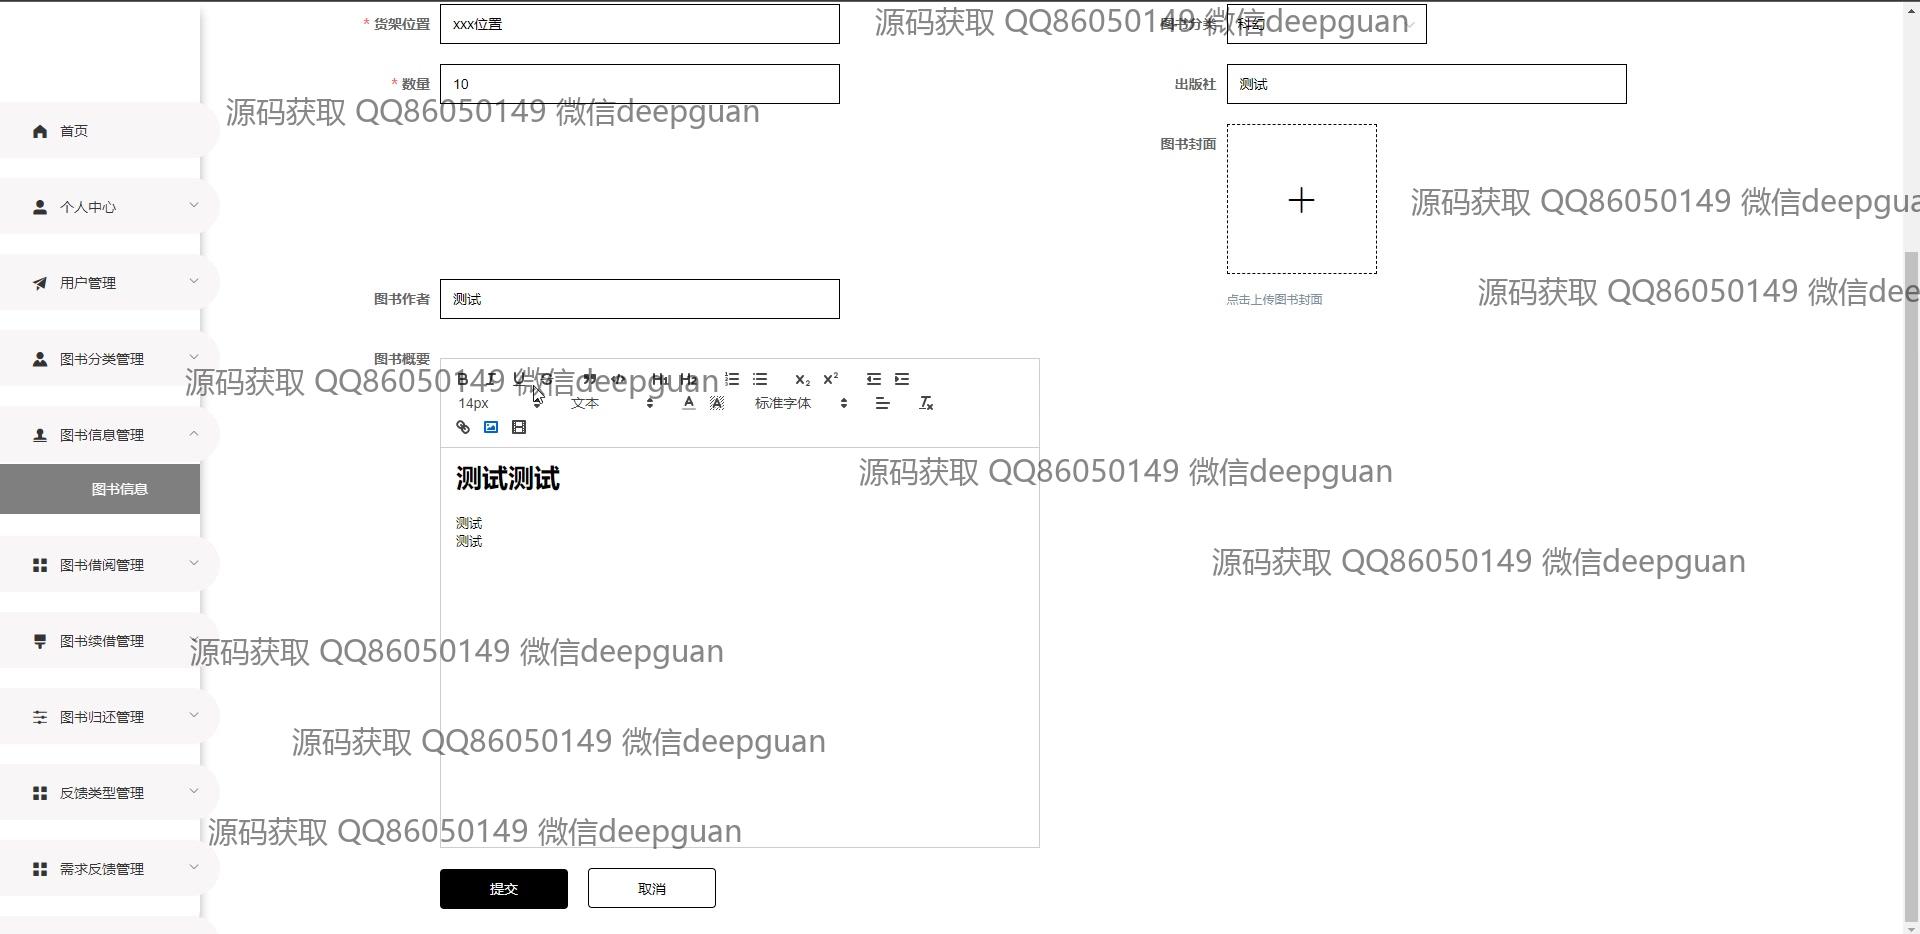 * 货架位置 xxx位置 图书分类 科幻
源码获取 QQ86050149 微信deepguan
* 数量 10 出版社 测试
源码获取 QQ86050149 微信deepguan
首页
图书封面
个人中心
源码获取 QQ86050149 微信deepgua
用户管理
图书作者 测试 点击上传图书封面
源码获取 QQ86050149 微信dee
图书分类管理
图书概要
源码获取 QQ86050149 微信deepguan
B I U S H1 H2 X2 X2
14px 文本 A A 标准字体 Tx
图书信息管理
测试测试
源码获取 QQ86050149 微信deepguan
图书信息
测试
测试
图书借阅管理
源码获取 QQ86050149 微信deepguan
图书续借管理
源码获取 QQ86050149 微信deepguan
图书归还管理
源码获取 QQ86050149 微信deepguan
反馈类型管理
源码获取 QQ86050149 微信deepguan
需求反馈管理
提交 取消